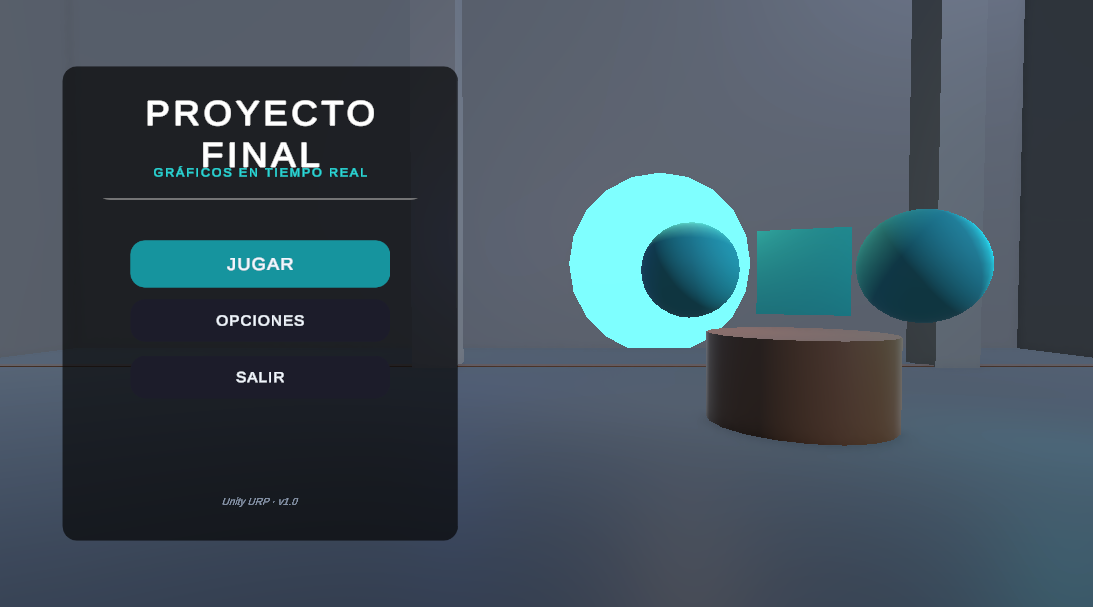 PROYECTO
FINAL
GRÁFICOS EN TIEMPO REAL
JUGAR
OPCIONES
SALIR
Unity URP · v1.0